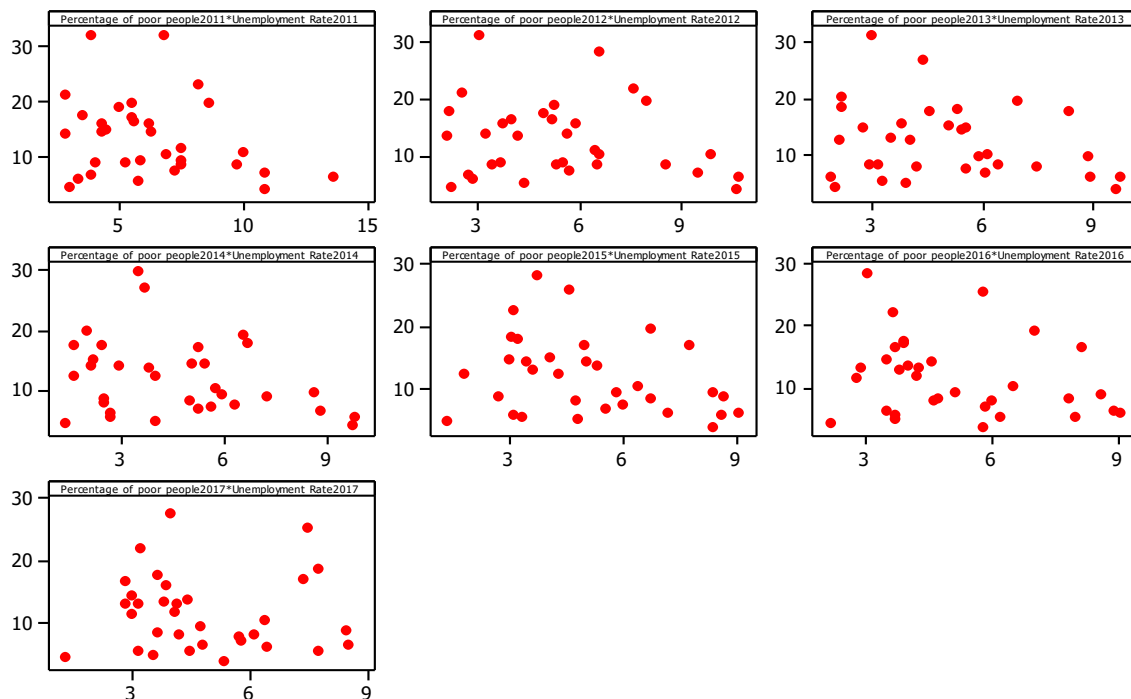 Percentage of poor people2011*Unemployment Rate2011
30
20
10
5 10 15
Percentage of poor people2012*Unemployment Rate2012
30
20
10
3 6 9
Percentage of poor people2013*Unemployment Rate2013
30
20
10
3 6 9
Percentage of poor people2014*Unemployment Rate2014
30
20
10
3 6 9
Percentage of poor people2015*Unemployment Rate2015
30
20
10
3 6 9
Percentage of poor people2016*Unemployment Rate2016
30
20
10
3 6 9
Percentage of poor people2017*Unemployment Rate2017
30
20
10
3 6 9